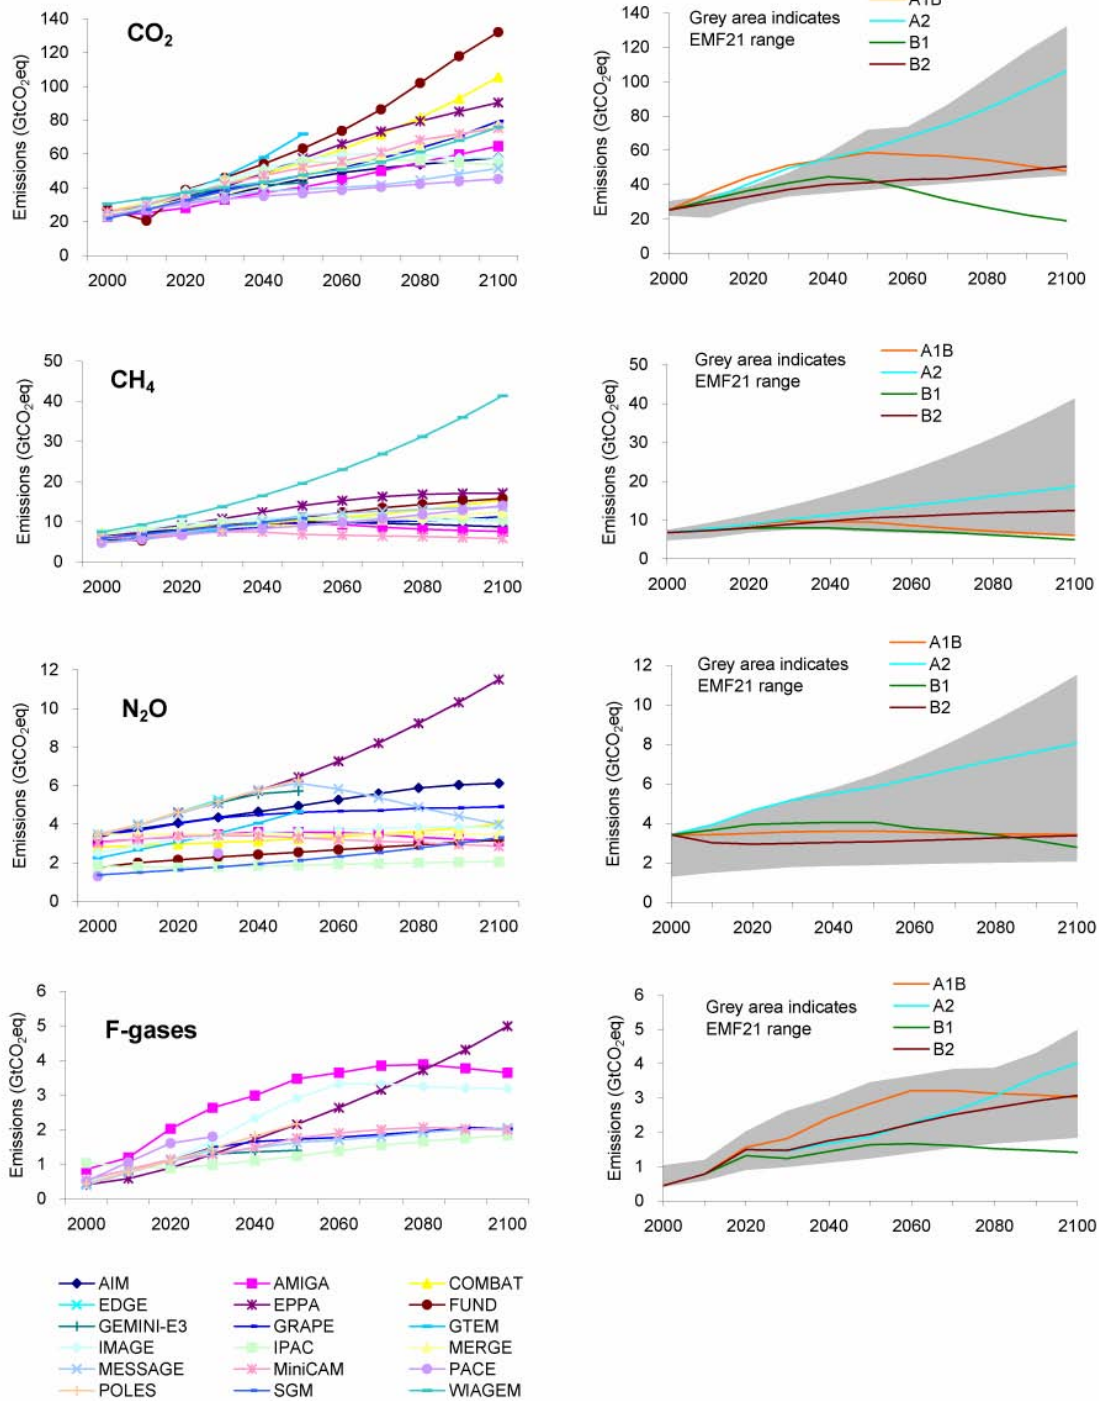 CO₂
Emissions (GtCO₂eq)
140
120
100
80
60
40
20
0
2000 2020 2040 2060 2080 2100
Grey area indicates
EMF21 range
A1B
A2
B1
B2
Emissions (GtCO₂eq)
140
120
100
80
60
40
20
0
2000 2020 2040 2060 2080 2100
CH₄
Emissions (GtCO₂eq)
50
40
30
20
10
0
2000 2020 2040 2060 2080 2100
Grey area indicates
EMF21 range
A1B
A2
B1
B2
Emissions (GtCO₂eq)
50
40
30
20
10
0
2000 2020 2040 2060 2080 2100
N₂O
Emissions (GtCO₂eq)
12
10
8
6
4
2
0
2000 2020 2040 2060 2080 2100
Grey area indicates
EMF21 range
A1B
A2
B1
B2
Emissions (GtCO₂eq)
12
10
8
6
4
2
0
2000 2020 2040 2060 2080 2100
F-gases
Emissions (GtCO₂eq)
6
5
4
3
2
1
0
2000 2020 2040 2060 2080 2100
Grey area indicates
EMF21 range
A1B
A2
B1
B2
Emissions (GtCO₂eq)
6
5
4
3
2
1
0
2000 2020 2040 2060 2080 2100
AIM AMIGA COMBAT
EDGE EPPA FUND
GEMINI-E3 GRAPE GTEM
IMAGE IPAC MERGE
MESSAGE MiniCAM PACE
POLES SGM WIAGEM